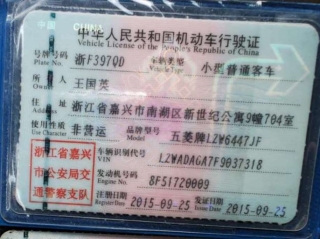 中国 CHINA
中华人民共和国机动车行驶证
Vehicle License of the People's Republic of China
号牌号码 浙F397QD 车辆类型 小型普通客车
Plate No. Vehicle Type
所有人 王国英
Owner
住址 浙江省嘉兴市南湖区新世纪公寓9幢704室
Address
使用性质 非营运 品牌型号 五菱牌LZW6447JF
Use Character Model
浙江省嘉兴
市公安局交
通警察支队
车辆识别代号 LZWADAGA7F9037318
VIN
发动机号码 8F51720009
Engine No.
注册日期 2015-09-25 发证日期 2015-09-25
Register Date Issue Date